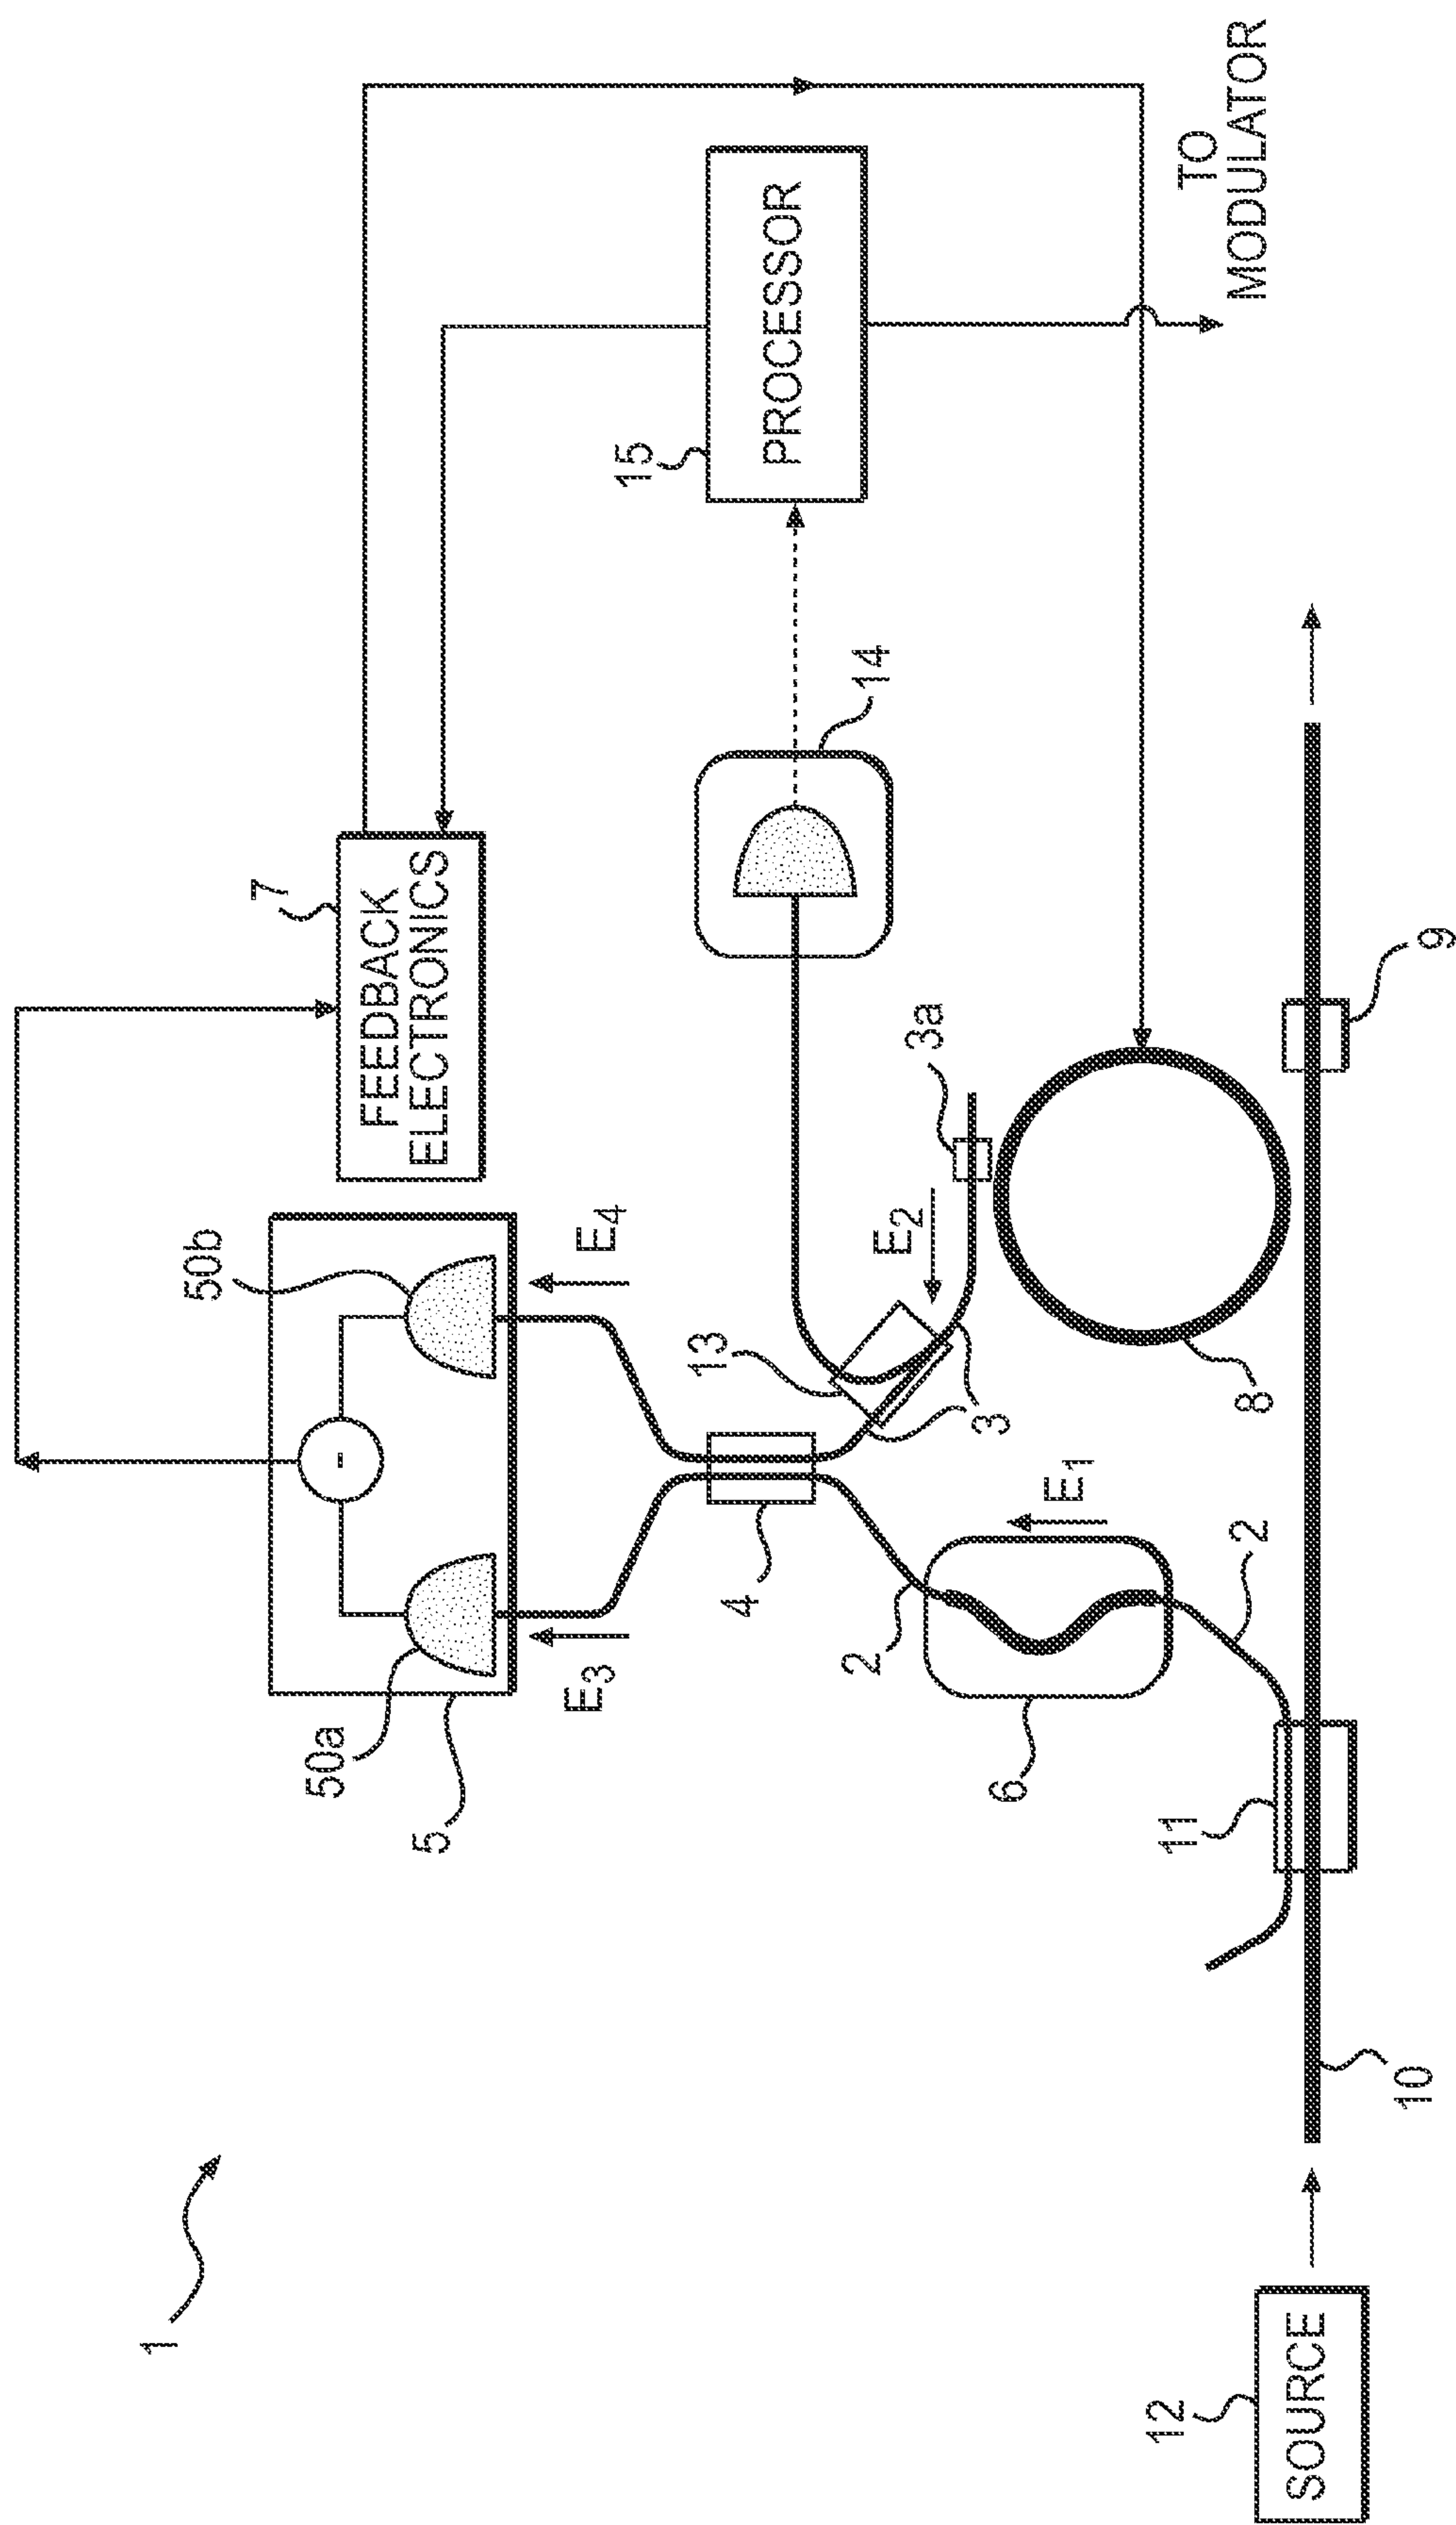 1
12
SOURCE
10
11
2
2
6
E1
4
3
13
E2
3a
8
9
5
50a
50b
E3
E4
7
FEEDBACK
ELECTRONICS
14
15
PROCESSOR
TO
MODULATOR
-